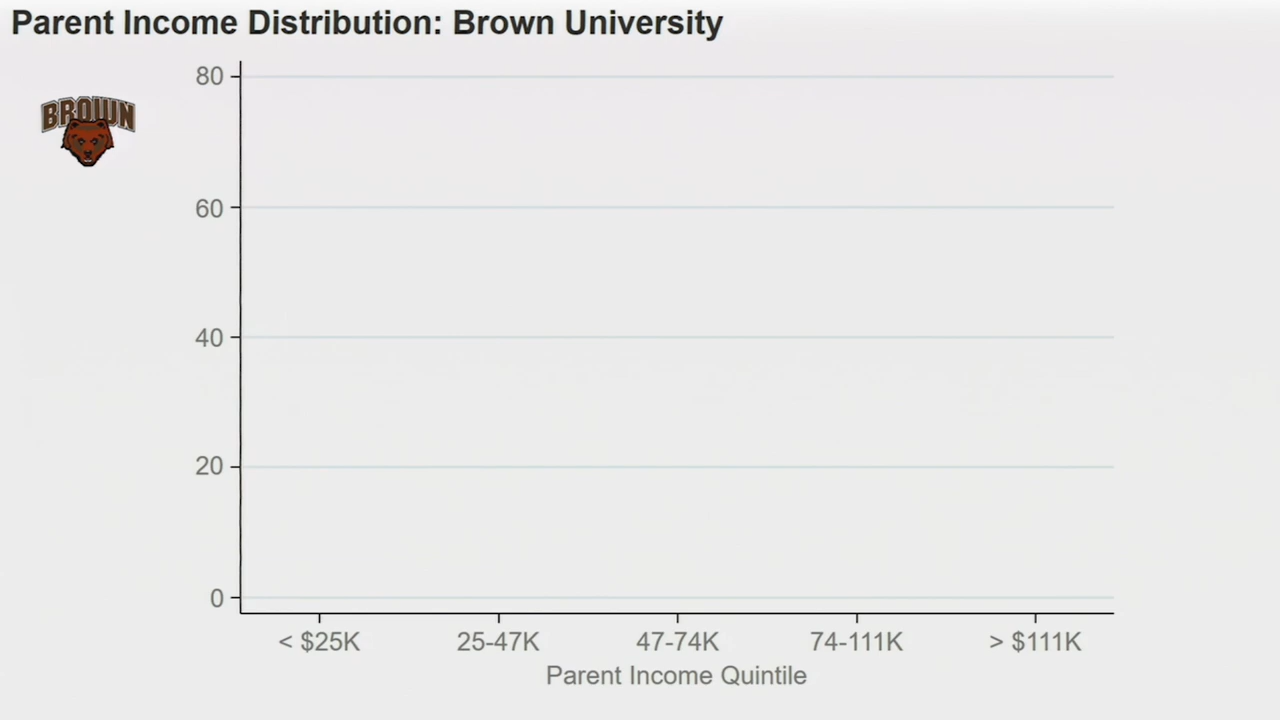 Parent Income Distribution: Brown University
BROWN
80
60
40
20
0
< $25K 25-47K 47-74K 74-111K > $111K
Parent Income Quintile